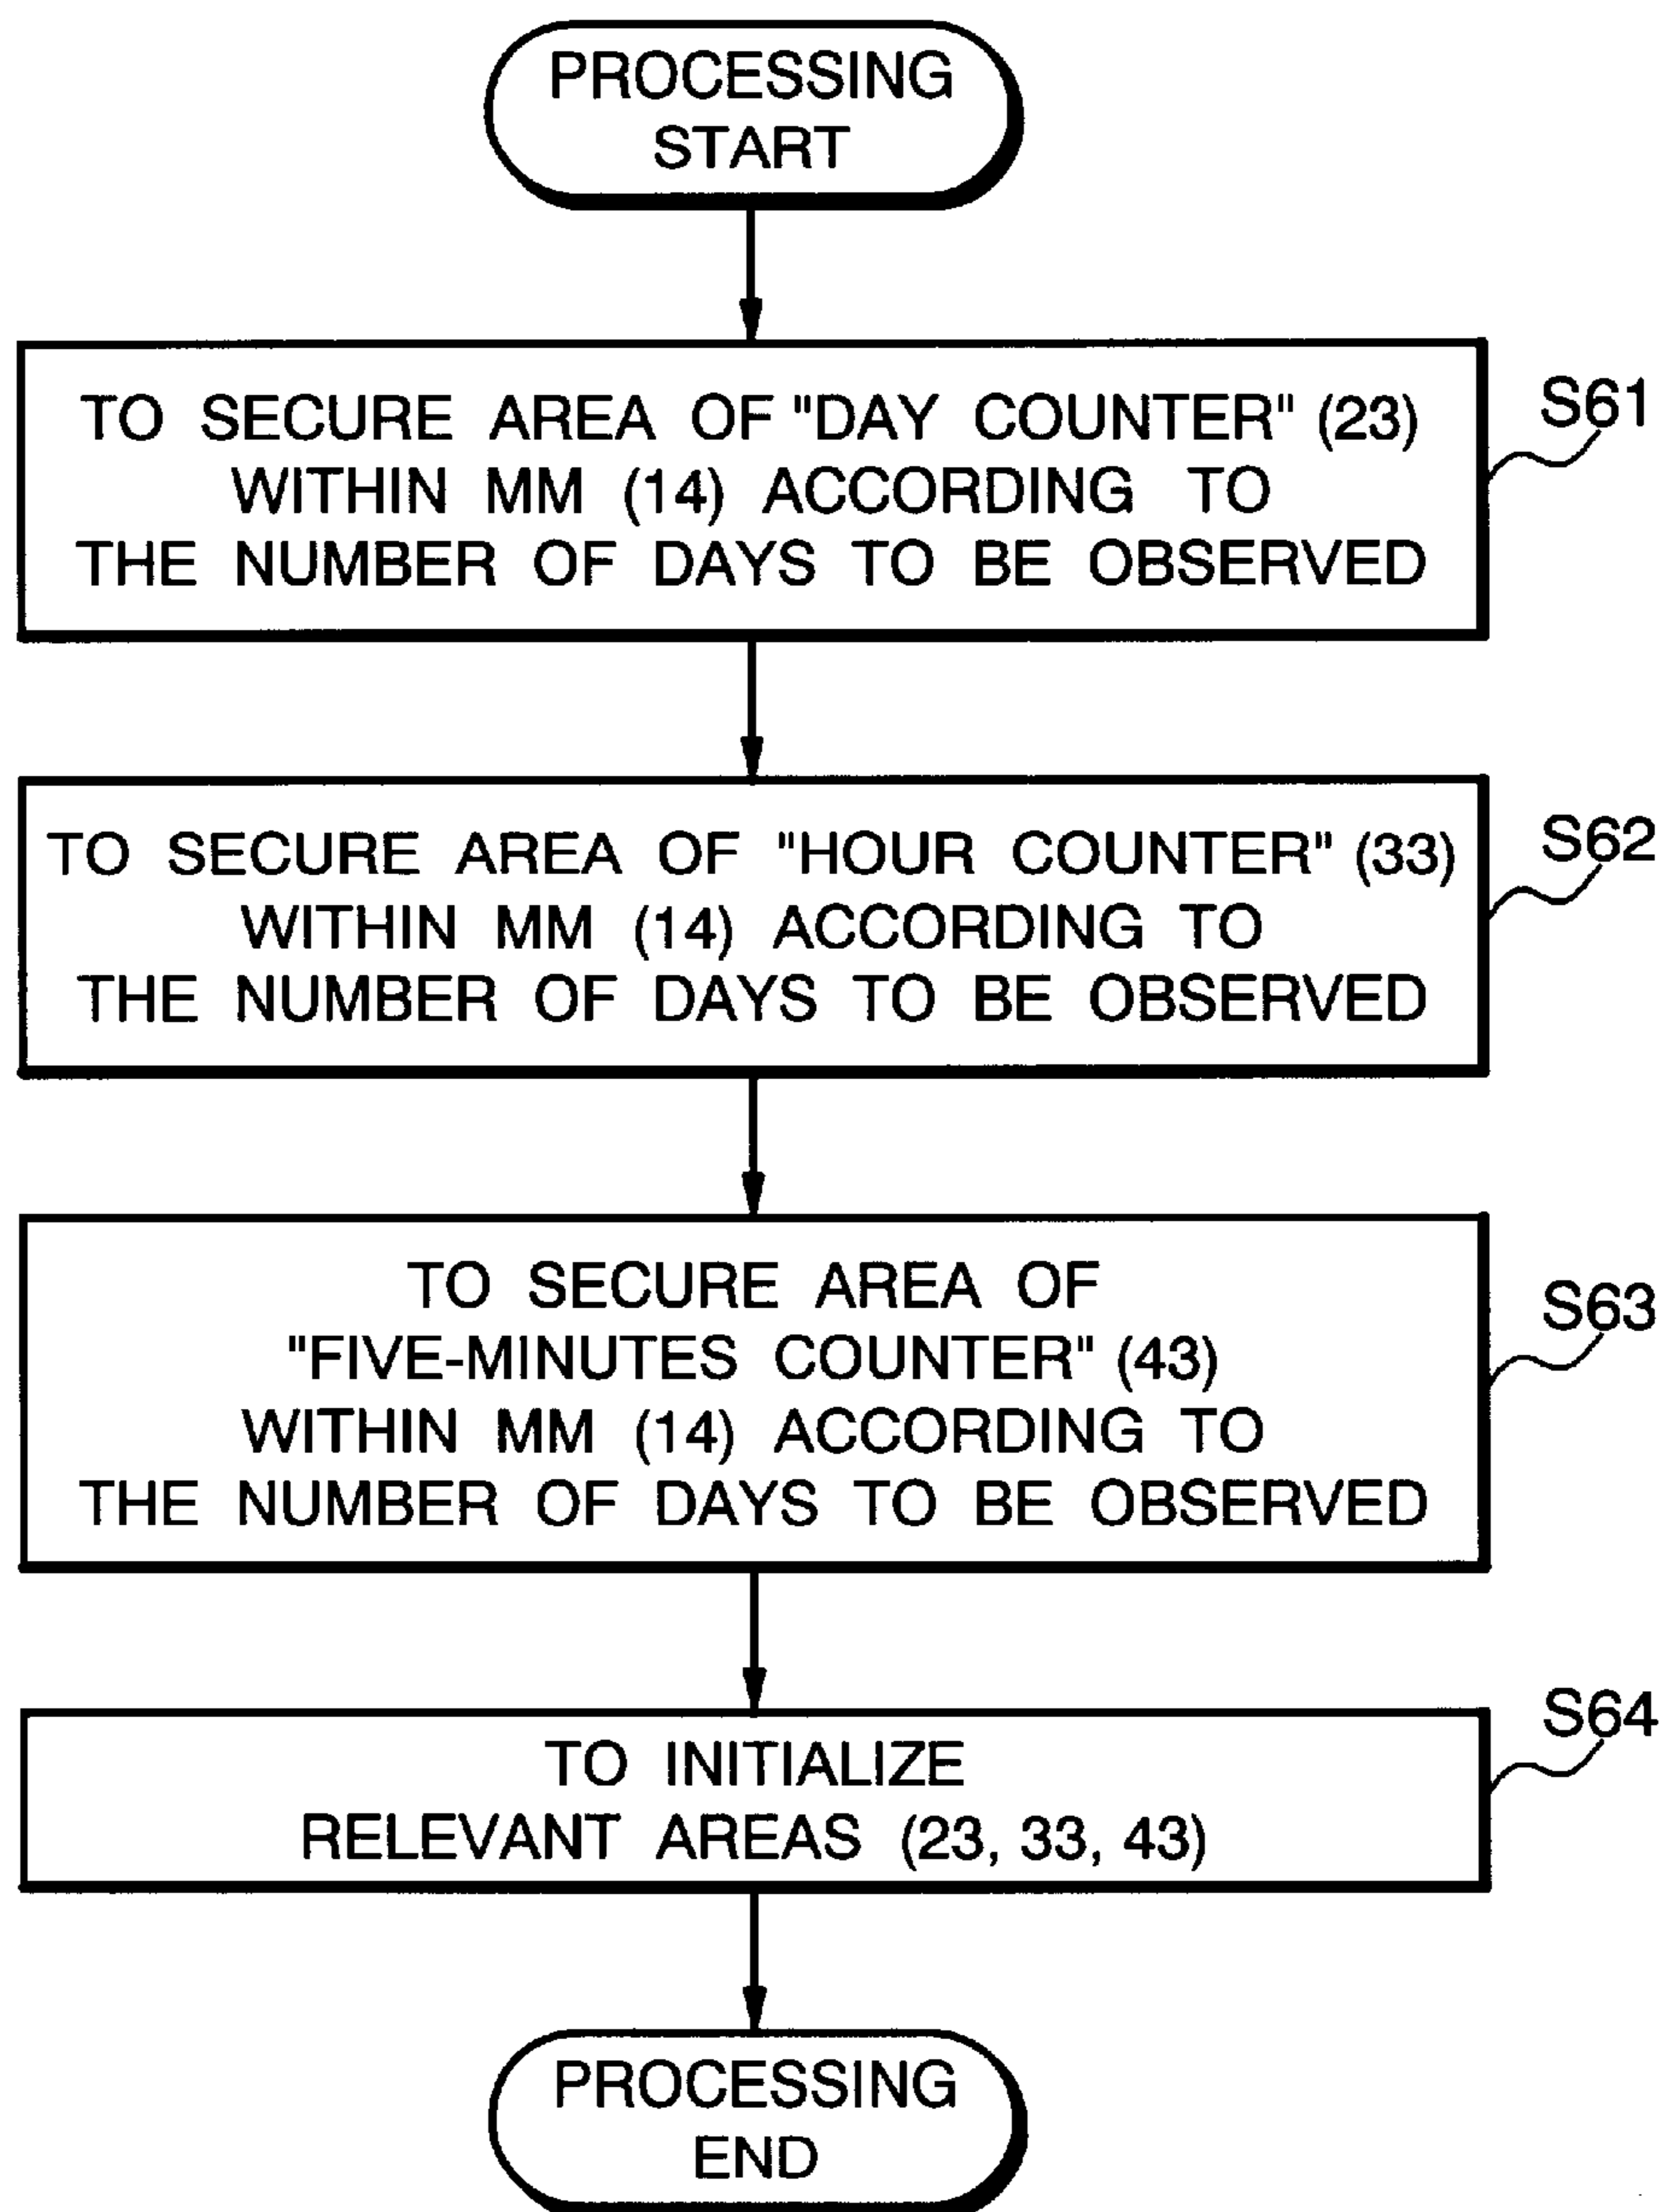 PROCESSING
START
TO SECURE AREA OF "DAY COUNTER" (23)
WITHIN MM (14) ACCORDING TO
THE NUMBER OF DAYS TO BE OBSERVED
S61
TO SECURE AREA OF "HOUR COUNTER" (33)
WITHIN MM (14) ACCORDING TO
THE NUMBER OF DAYS TO BE OBSERVED
S62
TO SECURE AREA OF
"FIVE-MINUTES COUNTER" (43)
WITHIN MM (14) ACCORDING TO
THE NUMBER OF DAYS TO BE OBSERVED
S63
TO INITIALIZE
RELEVANT AREAS (23, 33, 43)
S64
PROCESSING
END